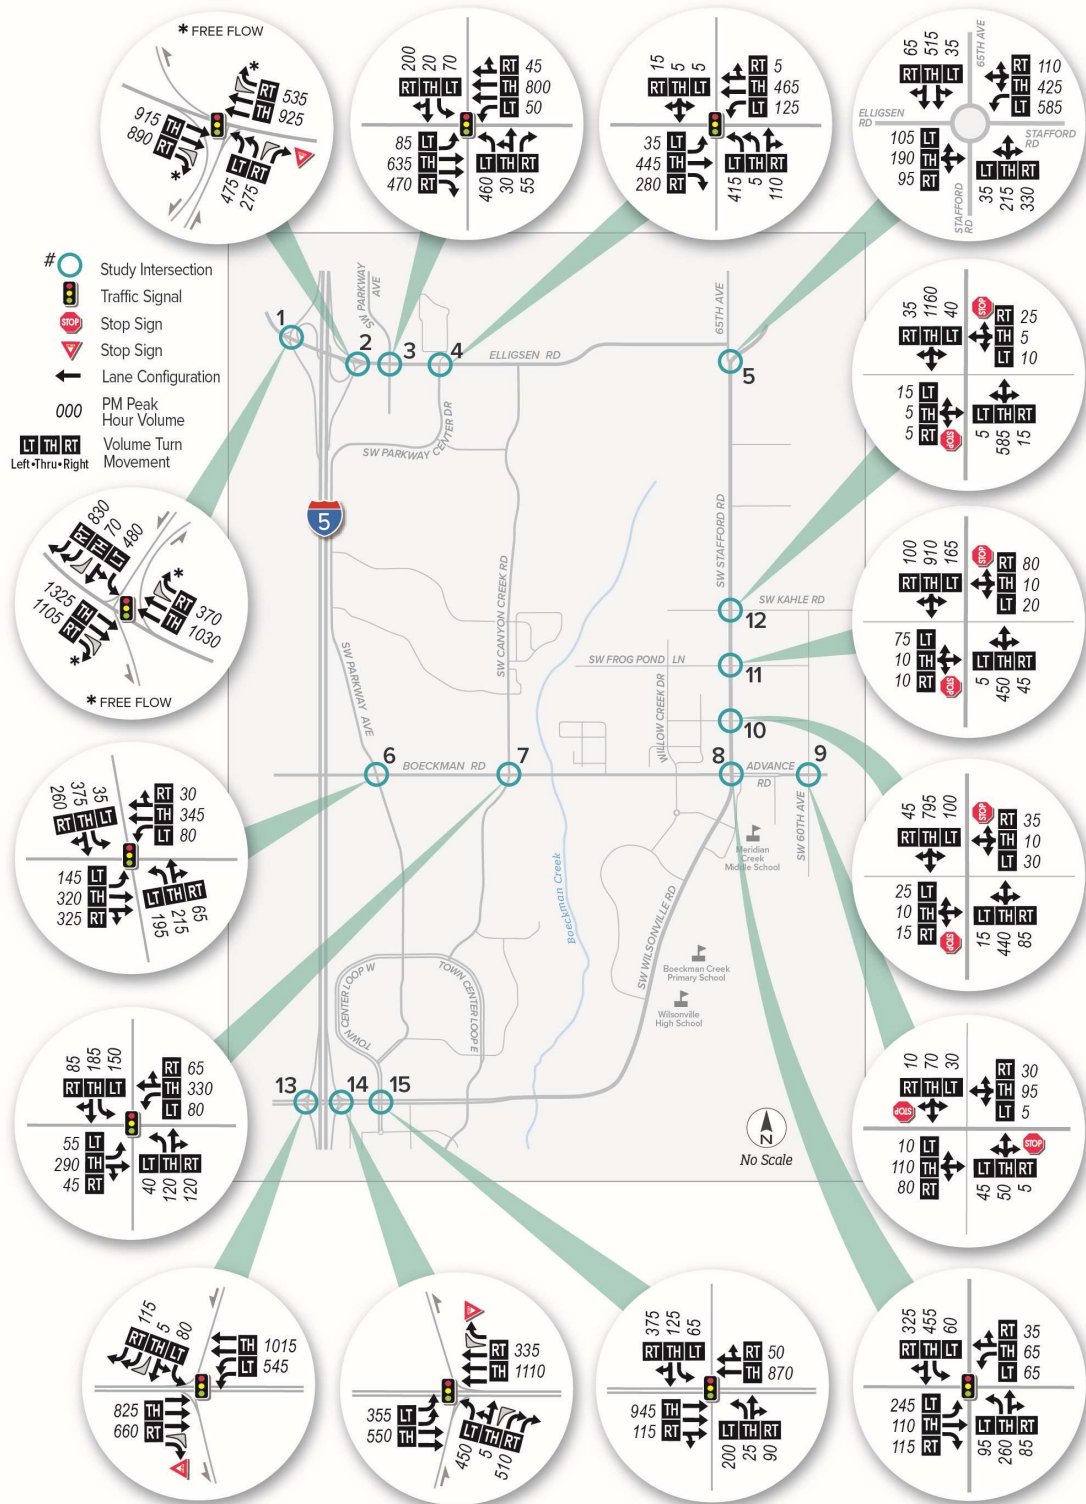 * FREE FLOW
*
915 TH
890 RT
*
RT 535
TH 925
LT RT
475 275
200 20 70
RT TH LT
RT 45
TH 800
LT 50
85 LT
635 TH
470 RT
LT TH RT
460 30 55
15 5 5
RT TH LT
RT 5
TH 465
LT 125
35 LT
445 TH
280 RT
LT TH RT
415 5 110
65 515 35
RT TH LT
65TH AVE
RT 110
TH 425
LT 585
ELLIGSEN RD
STAFFORD RD
105 LT
190 TH
95 RT
LT TH RT
35 215 330
STAFFORD RD
# Study Intersection
Traffic Signal
STOP Stop Sign
Stop Sign
Lane Configuration
000 PM Peak Hour Volume
LT TH RT Volume Turn Movement
Left•Thru•Right
1
2
3
4
5
SW PARKWAY AVE
ELLIGSEN RD
65TH AVE
SW PARKWAY CENTER DR
5
SW CANYON CREEK RD
SW STAFFORD RD
SW KAHLE RD
12
SW FROG POND LN
11
WILLOW CREEK DR
10
SW PARKWAY AVE
6
BOECKMAN RD
7
8
ADVANCE RD
9
SW 60TH AVE
Meridian Creek Middle School
Boeckman Creek
SW WILSONVILLE RD
Boeckman Creek Primary School
Wilsonville High School
TOWN CENTER LOOP W
TOWN CENTER LOOP E
13
14
15
N
No Scale
35 1160 40
RT TH LT
STOP
RT 25
TH 5
LT 10
15 LT
5 TH
5 RT
STOP
LT TH RT
5 585 15
830 70 480
RT TH LT
*
1325 TH
1105 RT
*
RT 370
TH 1030
* FREE FLOW
100 910 165
RT TH LT
STOP
RT 80
TH 10
LT 20
75 LT
10 TH
10 RT
STOP
LT TH RT
5 450 45
260 375 35
RT TH LT
RT 30
TH 345
LT 80
145 LT
320 TH
325 RT
LT TH RT
195 215 65
45 795 100
RT TH LT
STOP
RT 35
TH 10
LT 30
25 LT
10 TH
15 RT
STOP
LT TH RT
15 440 85
85 185 150
RT TH LT
RT 65
TH 330
LT 80
55 LT
290 TH
45 RT
LT TH RT
40 120 120
10 70 30
RT TH LT
STOP
RT 30
TH 95
LT 5
10 LT
110 TH
80 RT
STOP
LT TH RT
45 50 5
115 5 80
RT TH LT
TH 1015
LT 545
825 TH
660 RT
RT 335
TH 1110
355 LT
550 TH
LT TH RT
450 5 510
375 125 65
RT TH LT
RT 50
TH 870
945 TH
115 RT
LT TH RT
200 25 90
325 455 60
RT TH LT
RT 35
TH 65
LT 65
245 LT
110 TH
115 RT
LT TH RT
95 260 85